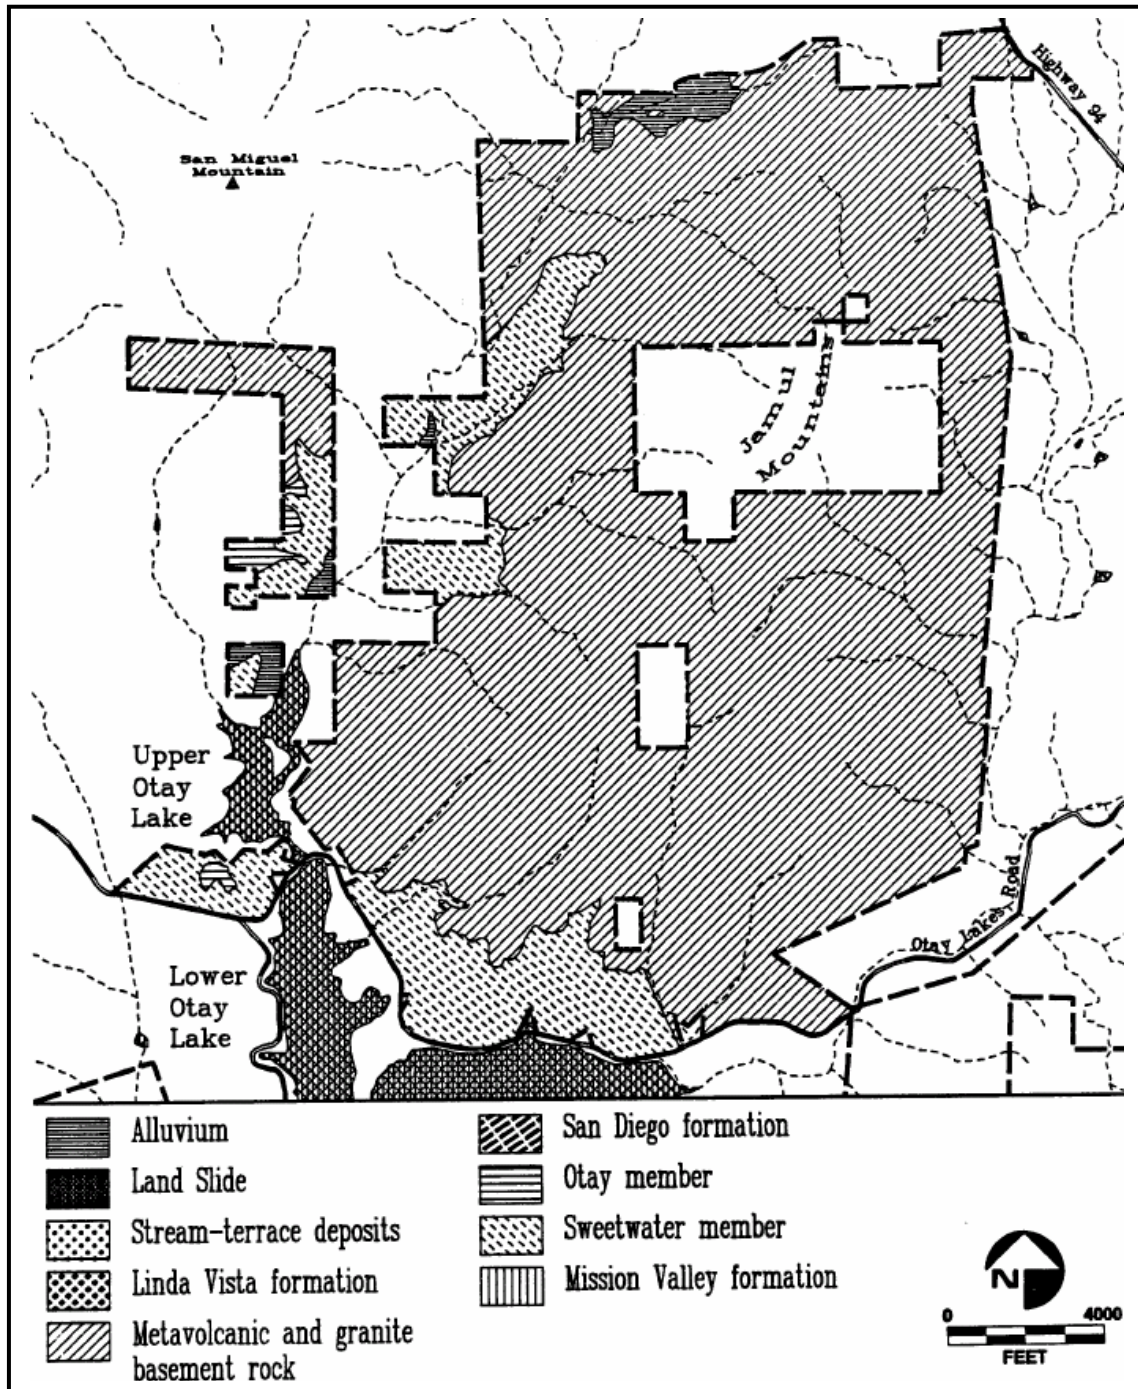 Highway 94
San Miguel
Mountain
Jamul
Mountains
Upper
Otay
Lake
Otay Lakes Road
Lower
Otay
Lake
Alluvium
Land Slide
Stream-terrace deposits
Linda Vista formation
Metavolcanic and granite
basement rock
San Diego formation
Otay member
Sweetwater member
Mission Valley formation
N
0 4000
FEET